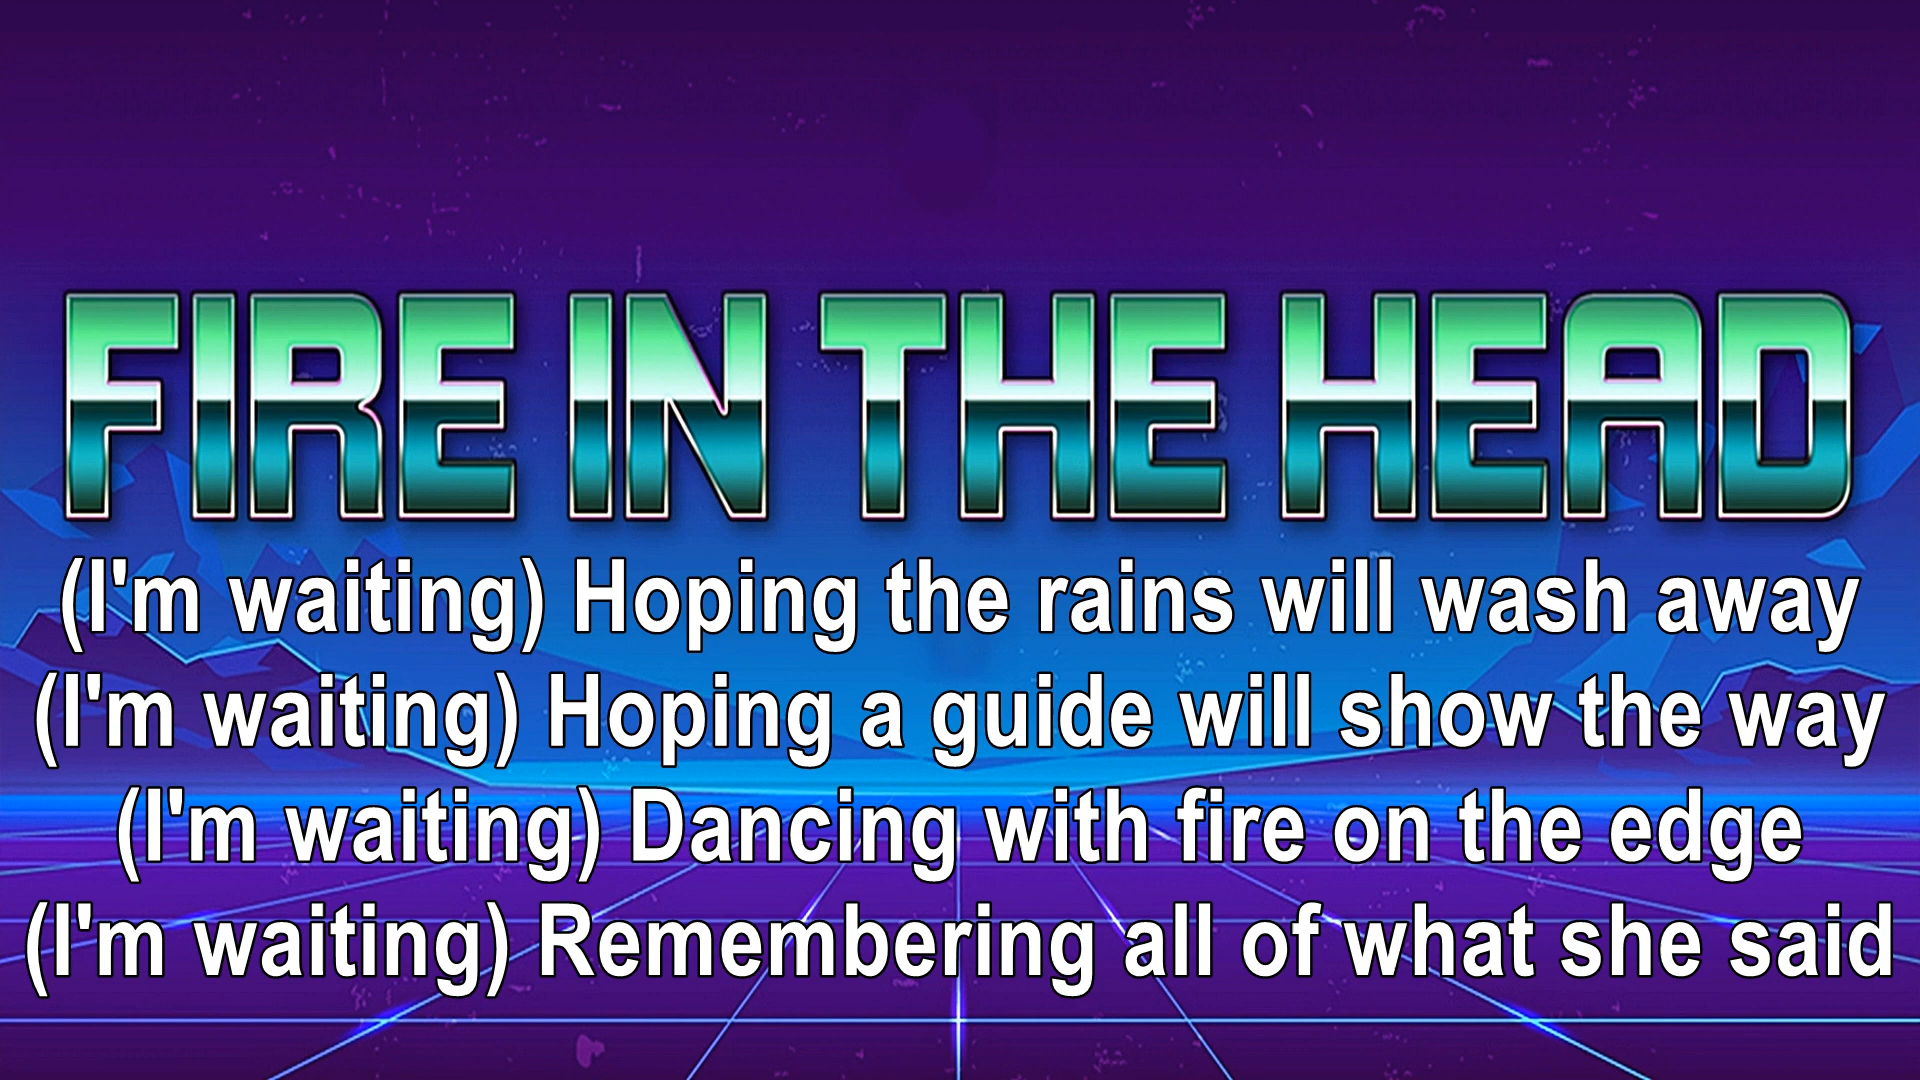 FIRE IN THE HEAD
(I'm waiting) Hoping the rains will wash away
(I'm waiting) Hoping a guide will show the way
(I'm waiting) Dancing with fire on the edge
(I'm waiting) Remembering all of what she said